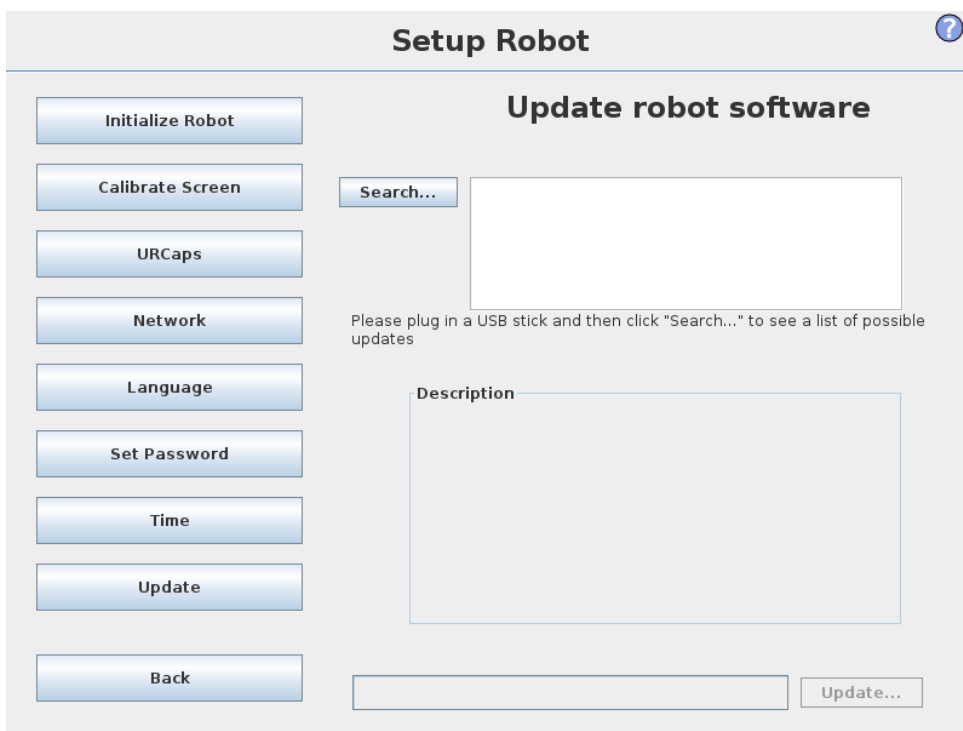 Setup Robot
?
Update robot software
Initialize Robot
Calibrate Screen
URCaps
Network
Language
Set Password
Time
Update
Back
Search...
Please plug in a USB stick and then click "Search..." to see a list of possible
updates
Description
Update...